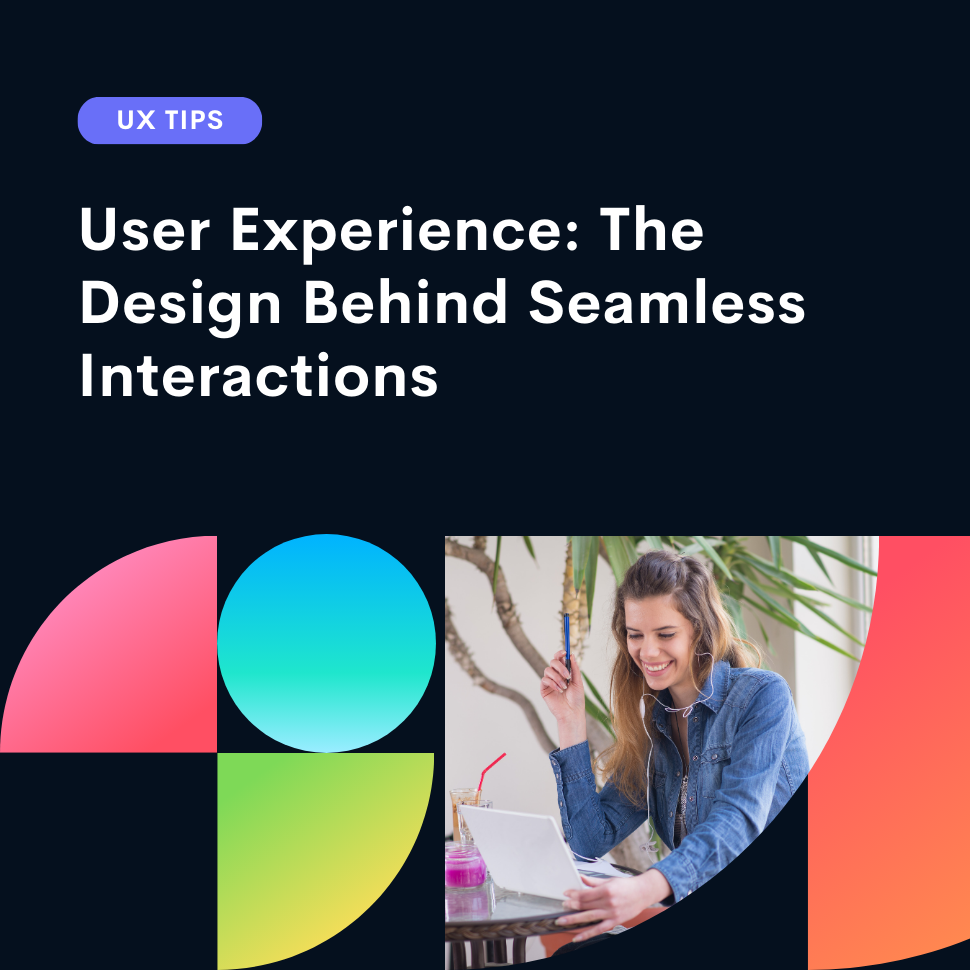 UX TIPS
User Experience: The
Design Behind Seamless
Interactions